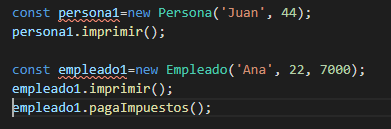 const persona1=new Persona('Juan', 44);
persona1.imprimir();
const empleado1=new Empleado('Ana', 22, 7000);
empleado1.imprimir();
empleado1.pagaImpuestos();